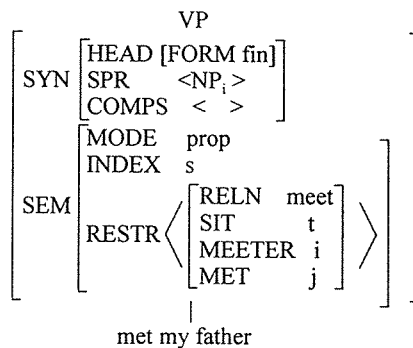 VP
HEAD [FORM fin]
SYN SPR <NPi>
COMPS < >
MODE prop
INDEX s
SEM
RELN meet
SIT t
RESTR < >
MEETER i
MET j
met my father